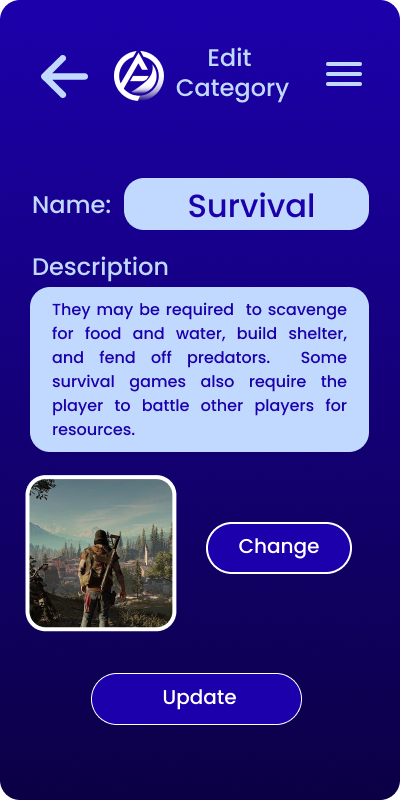 Edit
Category
Name: Survival
Description
They may be required  to scavenge
for food and water, build shelter,
and fend off predators.  Some
survival games also require the
player to battle other players for
resources.
Change
Update